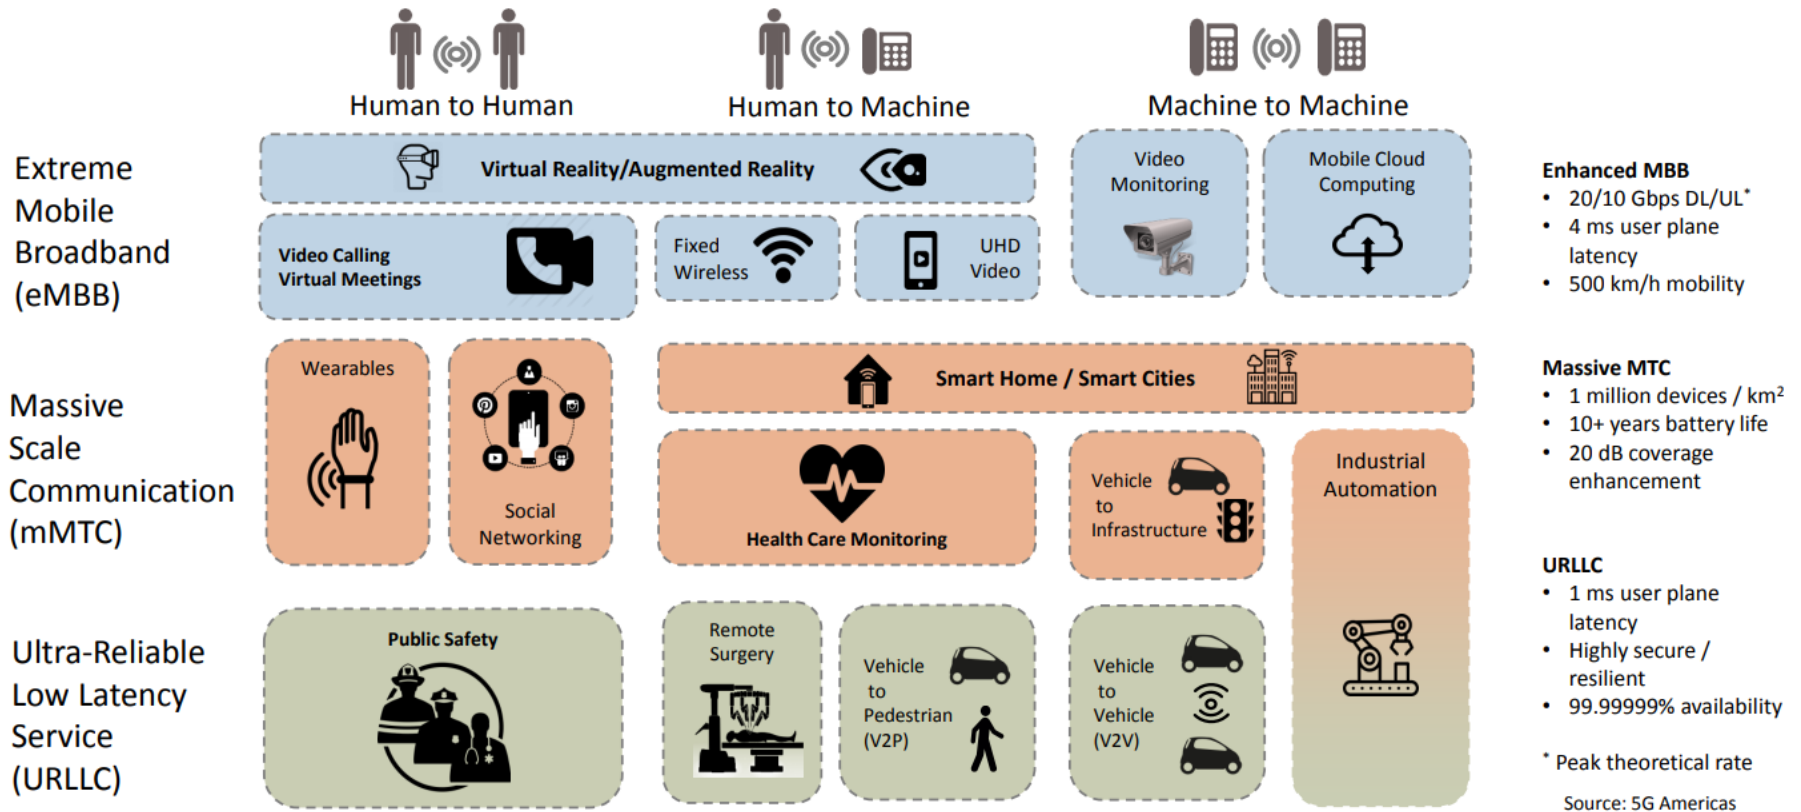 Human to Human
Human to Machine
Machine to Machine
Extreme
Mobile
Broadband
(eMBB)
Virtual Reality/Augmented Reality
Video Calling
Virtual Meetings
Fixed
Wireless
UHD
Video
Video
Monitoring
Mobile Cloud
Computing
Enhanced MBB
• 20/10 Gbps DL/UL*
• 4 ms user plane
latency
• 500 km/h mobility
Massive
Scale
Communication
(mMTC)
Wearables
Social
Networking
Smart Home / Smart Cities
Health Care Monitoring
Vehicle
to
Infrastructure
Industrial
Automation
Massive MTC
• 1 million devices / km²
• 10+ years battery life
• 20 dB coverage
enhancement
Ultra-Reliable
Low Latency
Service
(URLLC)
Public Safety
Remote
Surgery
Vehicle
to
Pedestrian
(V2P)
Vehicle
to
Vehicle
(V2V)
URLLC
• 1 ms user plane
latency
• Highly secure /
resilient
• 99.99999% availability
* Peak theoretical rate
Source: 5G Americas